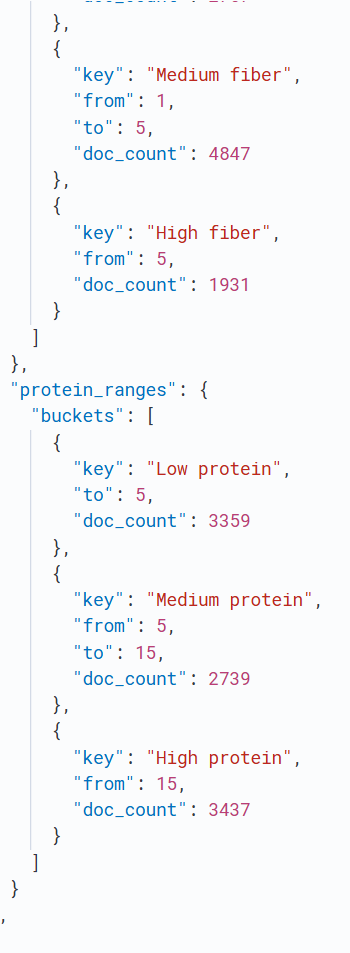 },
{
"key": "Medium fiber",
"from": 1,
"to": 5,
"doc_count": 4847
},
{
"key": "High fiber",
"from": 5,
"doc_count": 1931
}
]
},
"protein_ranges": {
"buckets": [
{
"key": "Low protein",
"to": 5,
"doc_count": 3359
},
{
"key": "Medium protein",
"from": 5,
"to": 15,
"doc_count": 2739
},
{
"key": "High protein",
"from": 15,
"doc_count": 3437
}
]
}
,